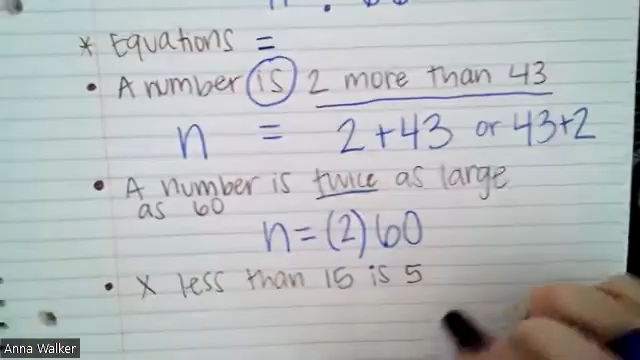 * Equations =
• A number is 2 more than 43
n = 2+43 or 43+2
• A number is twice as large
as 60
n = (2)60
• x less than 15 is 5
Anna Walker